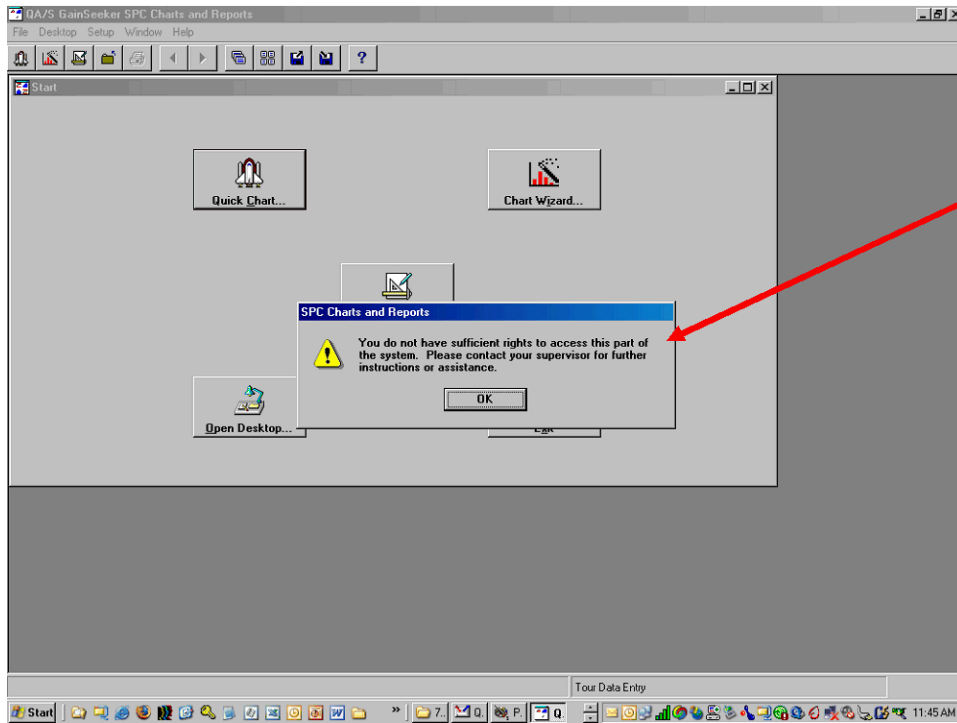 QA/S GainSeeker SPC Charts and Reports
File Desktop Setup Window Help
?
Start
Quick Chart...
Chart Wizard...
SPC Charts and Reports
You do not have sufficient rights to access this part of
the system. Please contact your supervisor for further
instructions or assistance.
OK
Open Desktop...
Tour Data Entry
Start
»
7..
Q.
P.
Q
11:45 AM